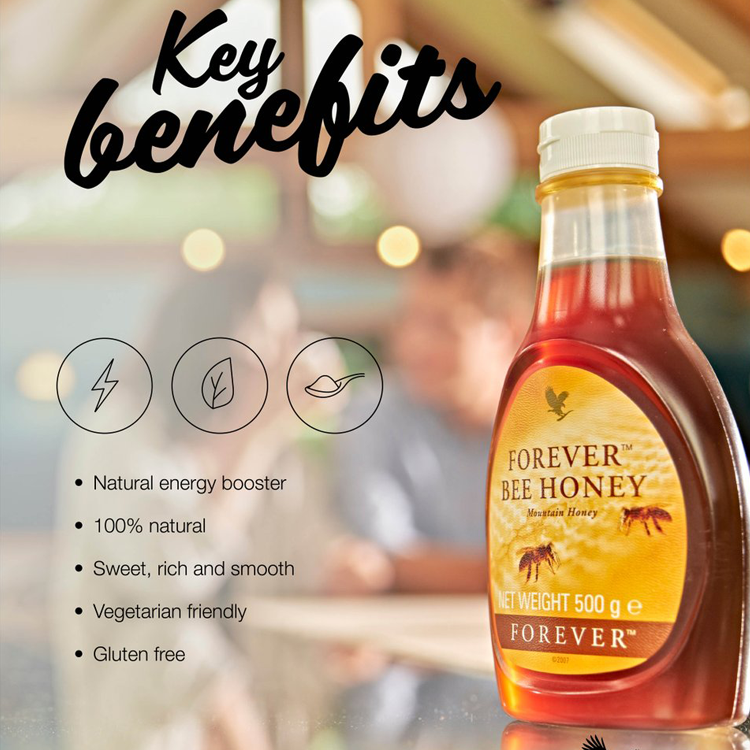 Key
benefits
• Natural energy booster
• 100% natural
• Sweet, rich and smooth
• Vegetarian friendly
• Gluten free
FOREVER™
BEE HONEY
Mountain Honey
NET WEIGHT 500 g ℮
FOREVER™
©2007